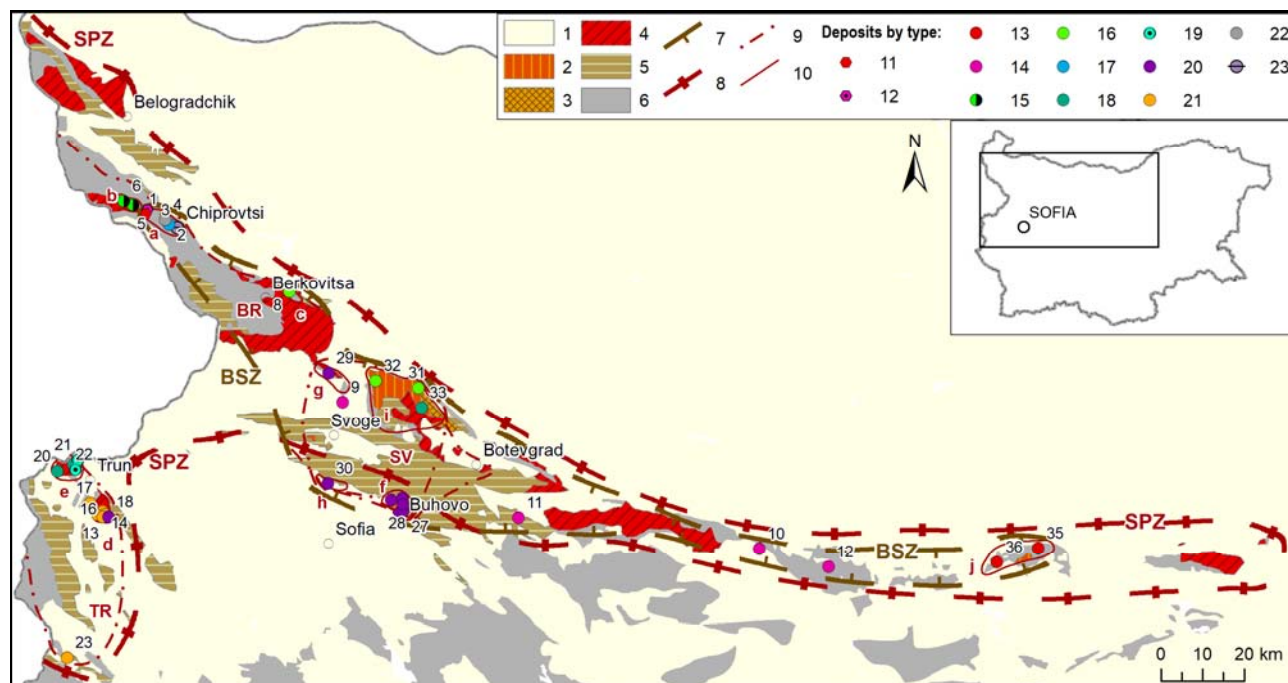 SPZ
Belogradchik
1 4 7 9 Deposits by type: 13 16 19 22
2 5 8 10 11 14 17 20 23
3 6 12 15 18 21
N
SOFIA
6
b 1 4
3 Chiprovtsi
5 a 2
Berkovitsa
BR 8 c
BSZ
29 32 31
g 9 33
i
Svoge
SPZ SV Botevgrad
21
20 22 Trun
e 17
30 f
h Buhovo
18
16 14
13 d
28 27
Sofia
11
10
12
BSZ
SPZ
36 35
j
TR
23
0 10 20 km